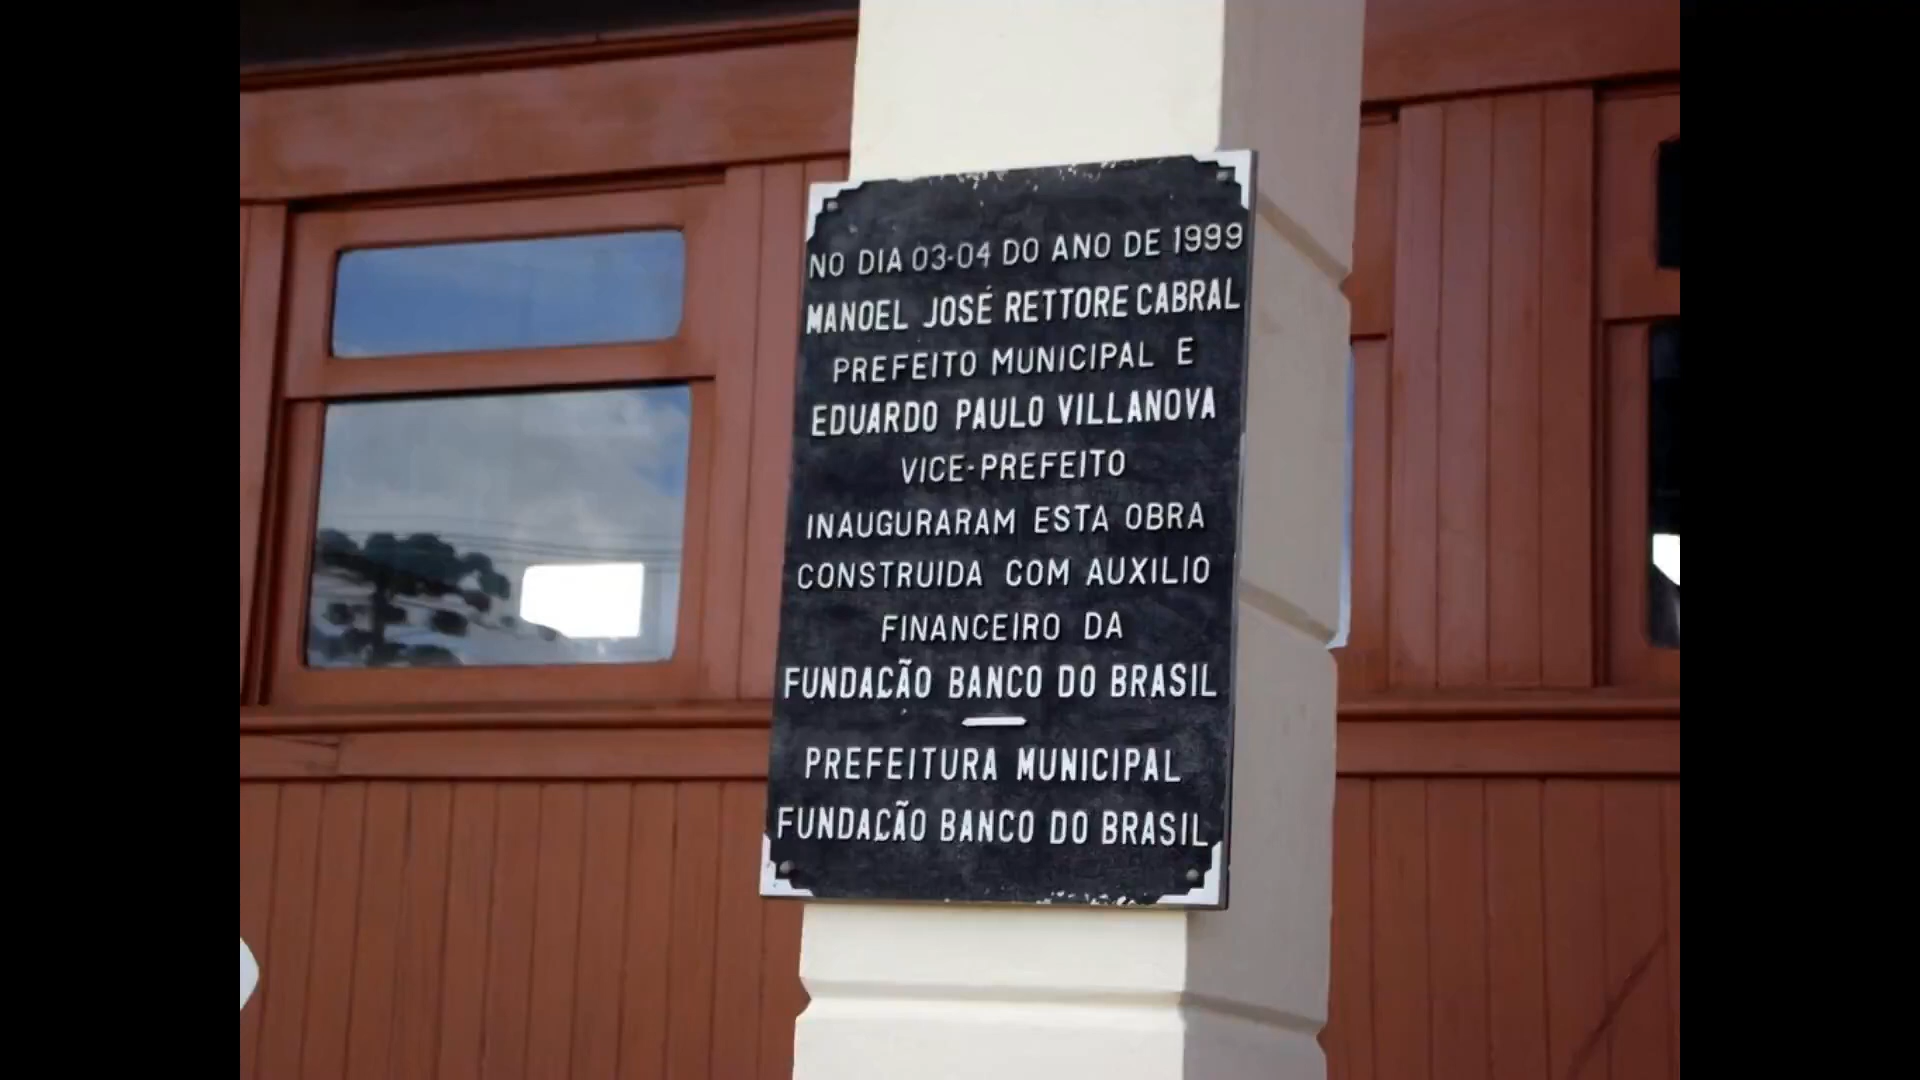 NO DIA 03-04 DO ANO DE 1999
MANOEL JOSÉ RETTORE CABRAL
PREFEITO MUNICIPAL E
EDUARDO PAULO VILLANOVA
VICE-PREFEITO
INAUGURARAM ESTA OBRA
CONSTRUIDA COM AUXILIO
FINANCEIRO DA
FUNDAÇÃO BANCO DO BRASIL
PREFEITURA MUNICIPAL
FUNDAÇÃO BANCO DO BRASIL